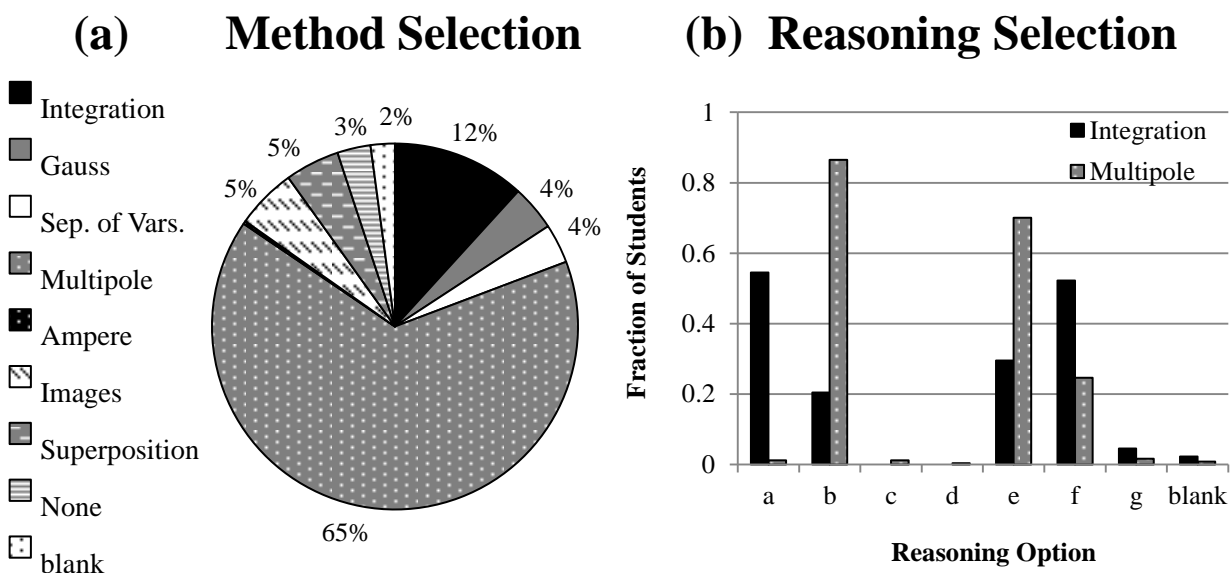 (a) Method Selection
Integration
Gauss
Sep. of Vars.
Multipole
Ampere
Images
Superposition
None
blank
5%
5%
3%
2%
12%
4%
4%
65%
(b) Reasoning Selection
1
0.8
0.6
0.4
0.2
0
Fraction of Students
Integration
Multipole
a b c d e f g blank
Reasoning Option